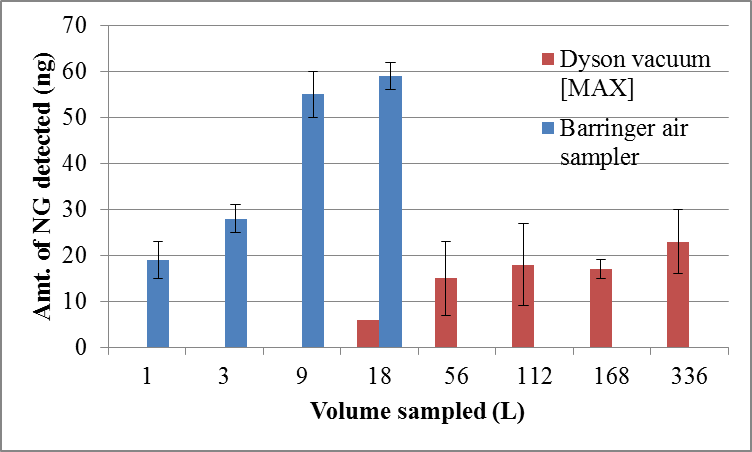 Amt. of NG detected (ng)
70
60
50
40
30
20
10
0
Dyson vacuum
[MAX]
Barringer air
sampler
1 3 9 18 56 112 168 336
Volume sampled (L)